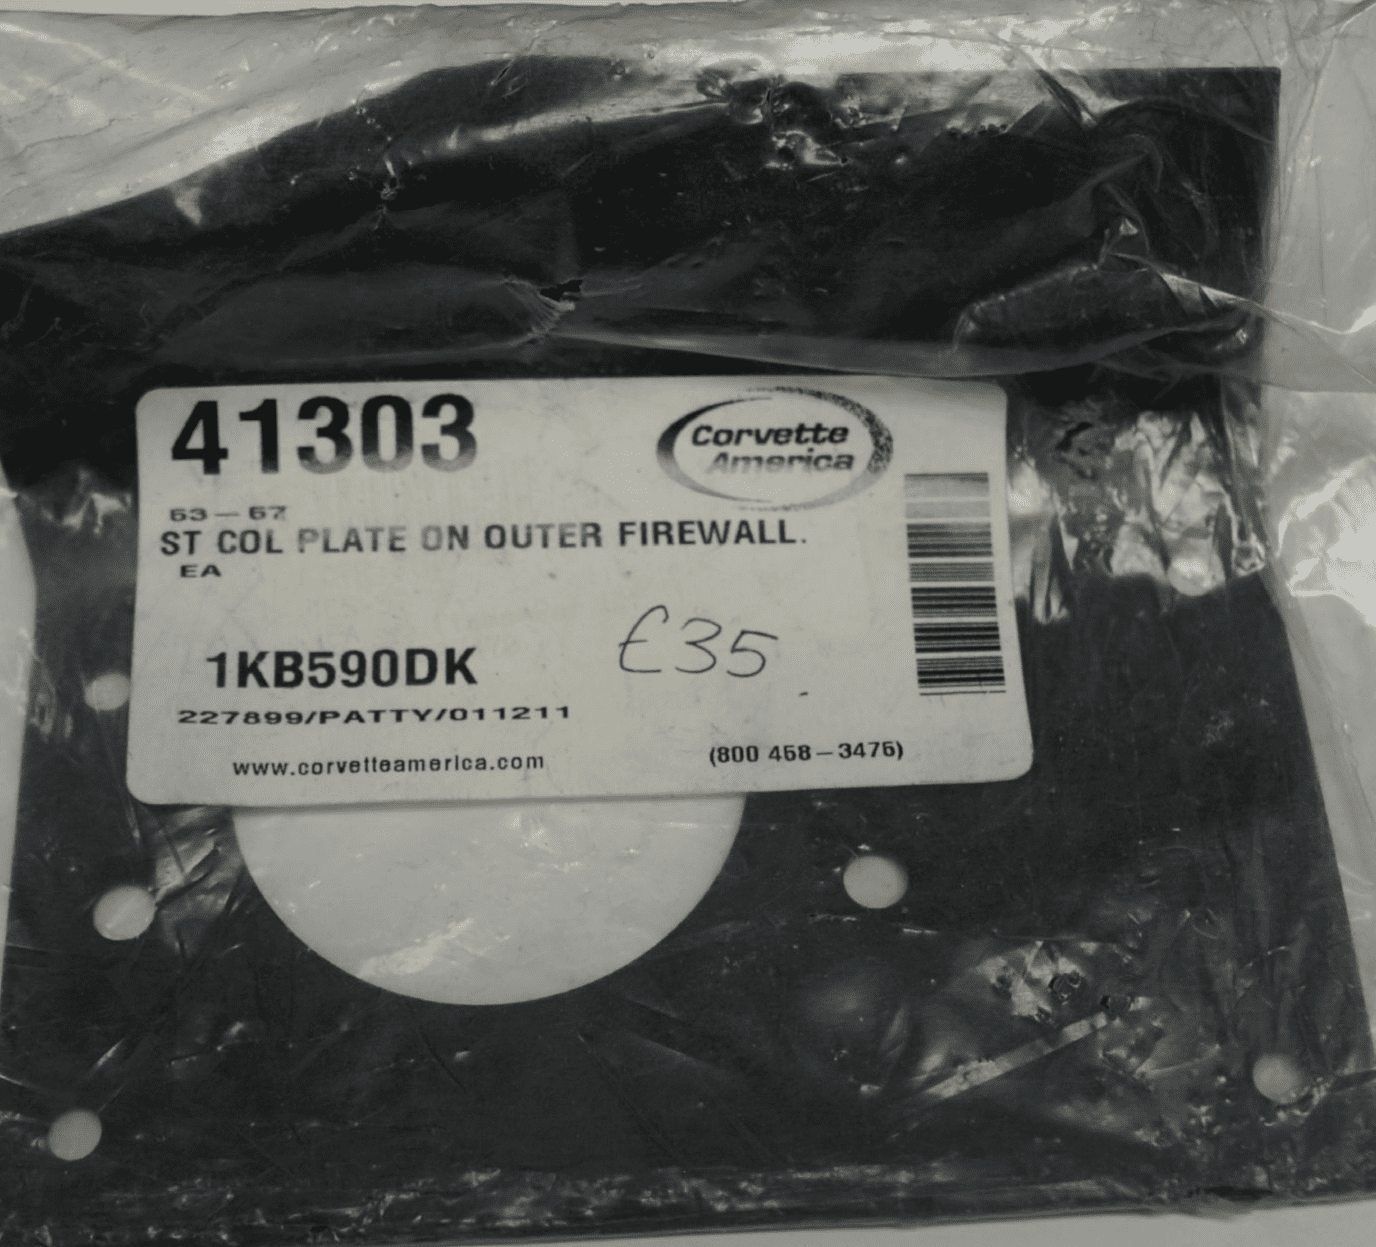 41303
Corvette
America
63-67
ST COL PLATE ON OUTER FIREWALL.
EA
£35
1KB590DK
227899/PATTY/011211
www.corvetteamerica.com
(800 458-3475)